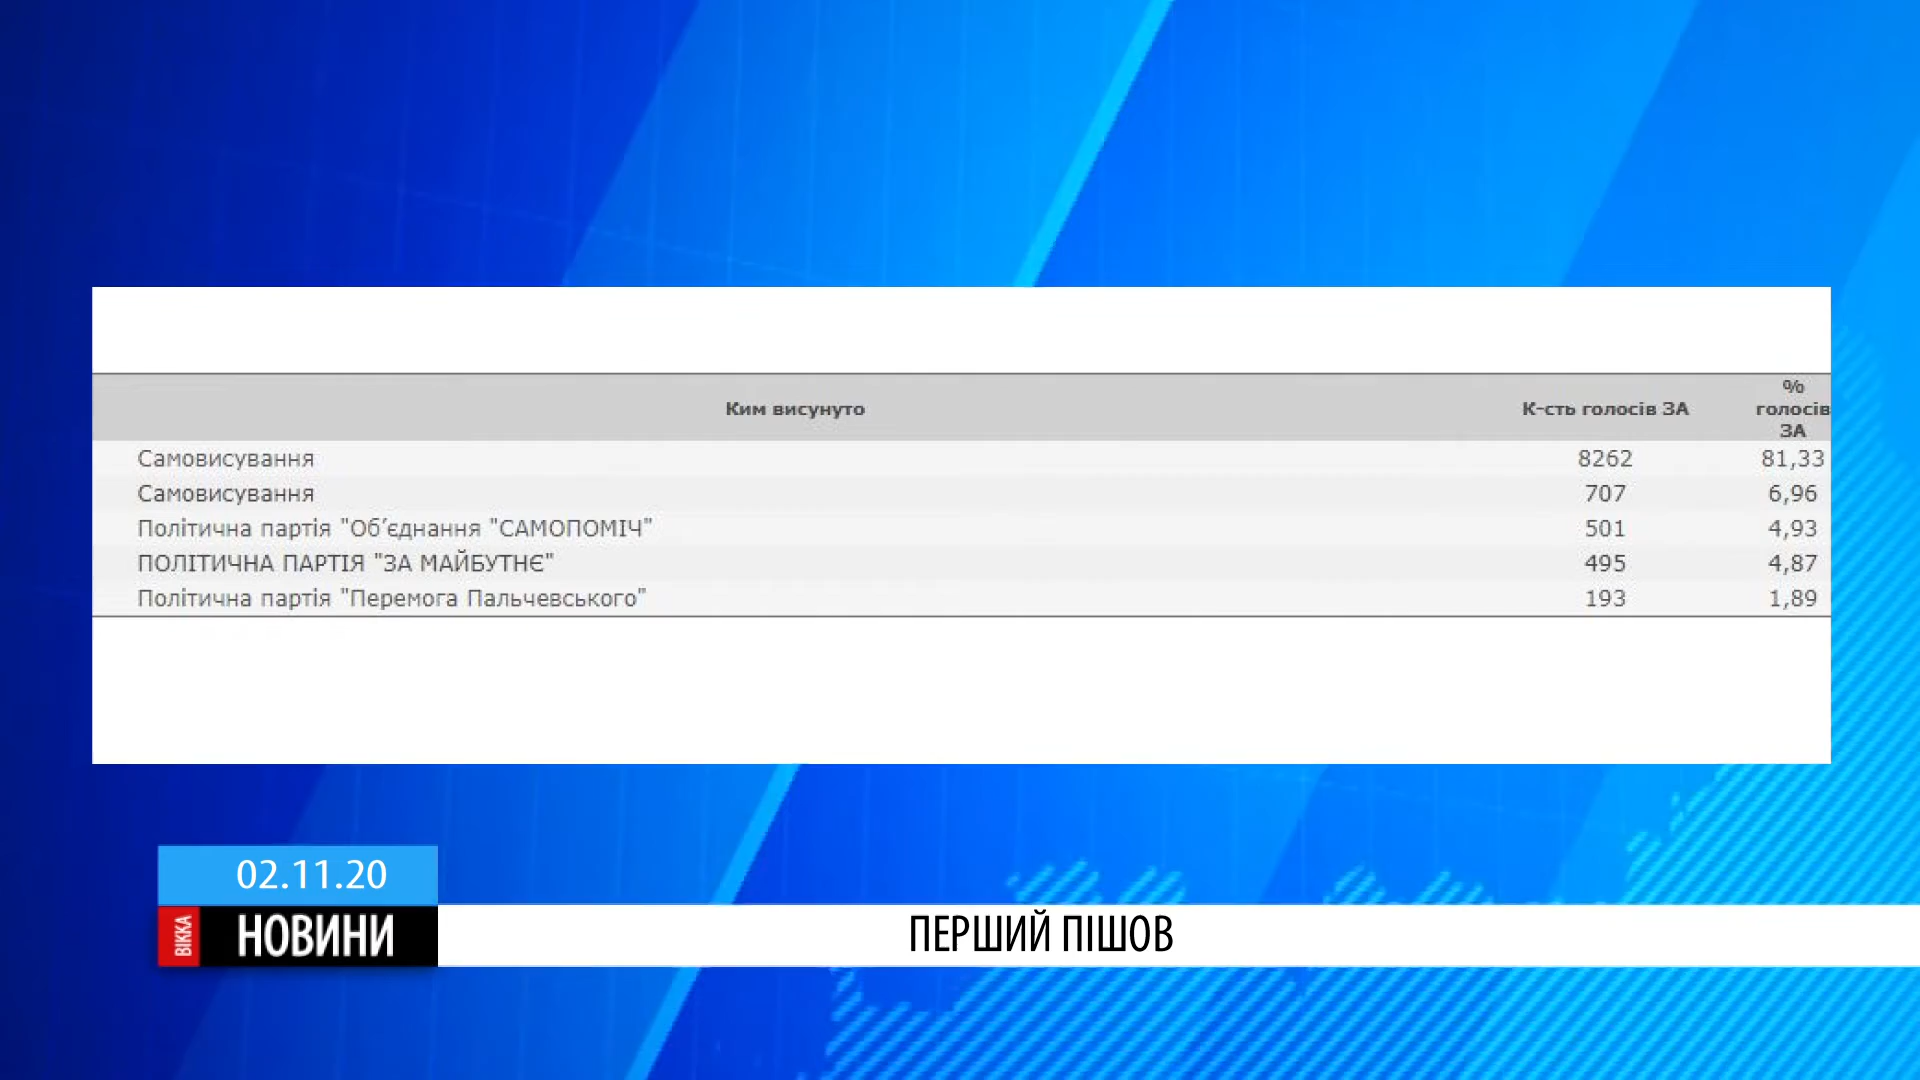 Ким висунуто К-сть голосів ЗА % голосів ЗА
Самовисування 8262 81,33
Самовисування 707 6,96
Політична партія "Об’єднання "САМОПОМІЧ" 501 4,93
ПОЛІТИЧНА ПАРТІЯ "ЗА МАЙБУТНЄ" 495 4,87
Політична партія "Перемога Пальчевського" 193 1,89
02.11.20
ВІККА НОВИНИ
ПЕРШИЙ ПІШОВ